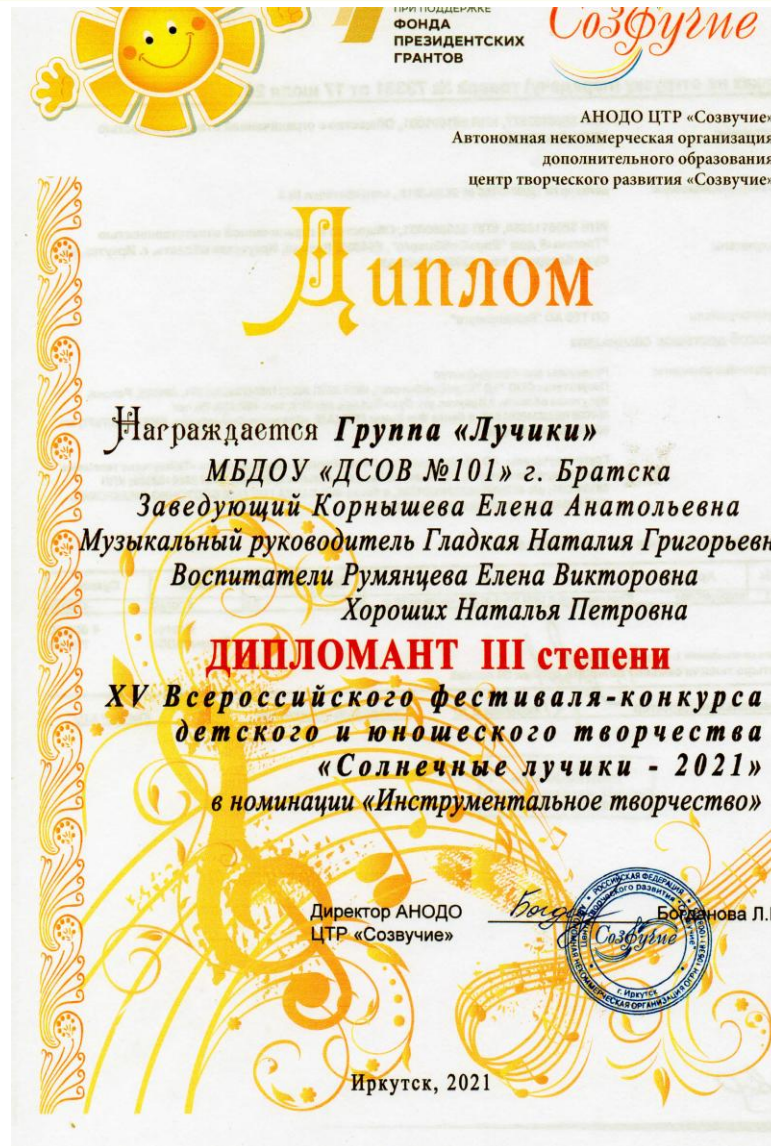 ПРИ ПОДДЕРЖКЕ
ФОНДА
ПРЕЗИДЕНТСКИХ
ГРАНТОВ
Созвучие
АНОДО ЦТР «Созвучие»
Автономная некоммерческая организация
дополнительного образования
центр творческого развития «Созвучие»
Диплом
Награждается Группа «Лучики»
МБДОУ «ДСОВ №101» г. Братска
Заведующий Корнышева Елена Анатольевна
Музыкальный руководитель Гладкая Наталия Григорьевн
Воспитатели Румянцева Елена Викторовна
Хороших Наталья Петровна
ДИПЛОМАНТ III степени
XV Всероссийского фестиваля-конкурса
детского и юношеского творчества
«Солнечные лучики - 2021»
в номинации «Инструментальное творчество»
Директор АНОДО
Богданова Л.
ЦТР «Созвучие»
РОССИЙСКАЯ ФЕДЕРАЦИЯ
Созвучие
г. Иркутск
Иркутск, 2021